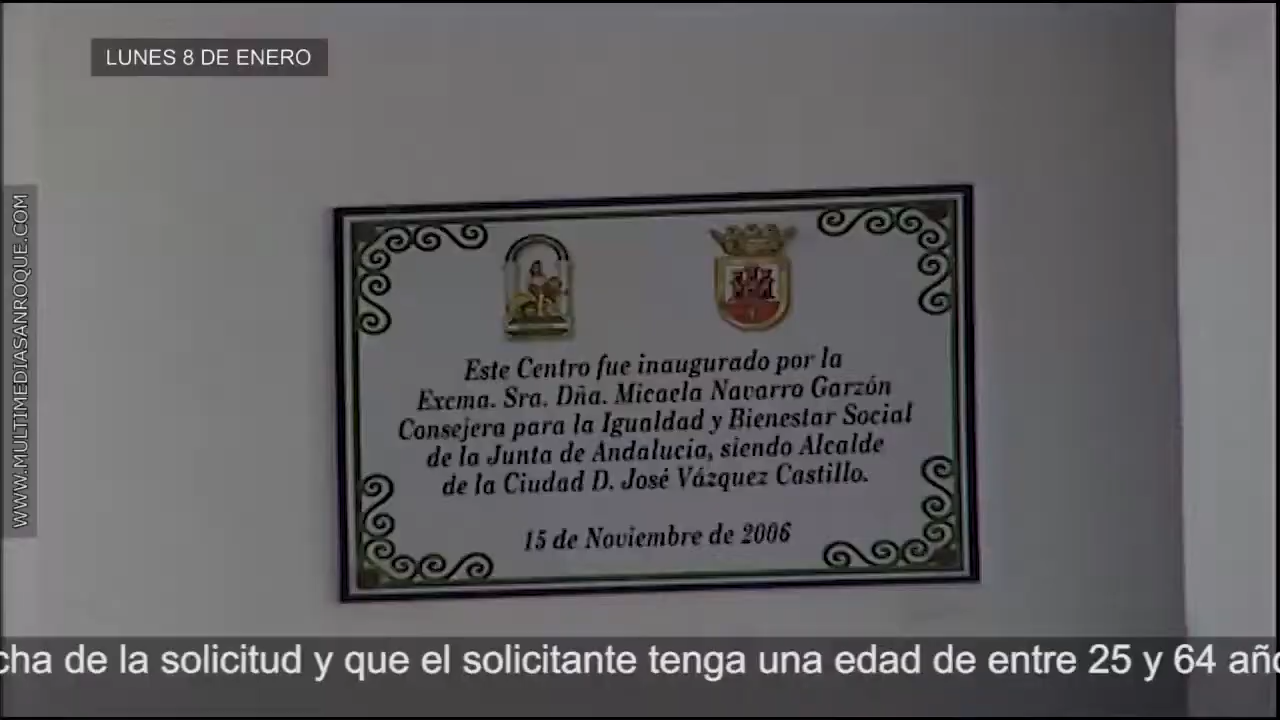 LUNES 8 DE ENERO
WWW.MULTIMEDIASANROQUE.COM
Este Centro fue inaugurado por la
Excma. Sra. Dña. Micaela Navarro Garzón
Consejera para la Igualdad y Bienestar Social
de la Junta de Andalucia, siendo Alcalde
de la Ciudad D. José Vázquez Castillo.
15 de Noviembre de 2006
cha de la solicitud y que el solicitante tenga una edad de entre 25 y 64 año